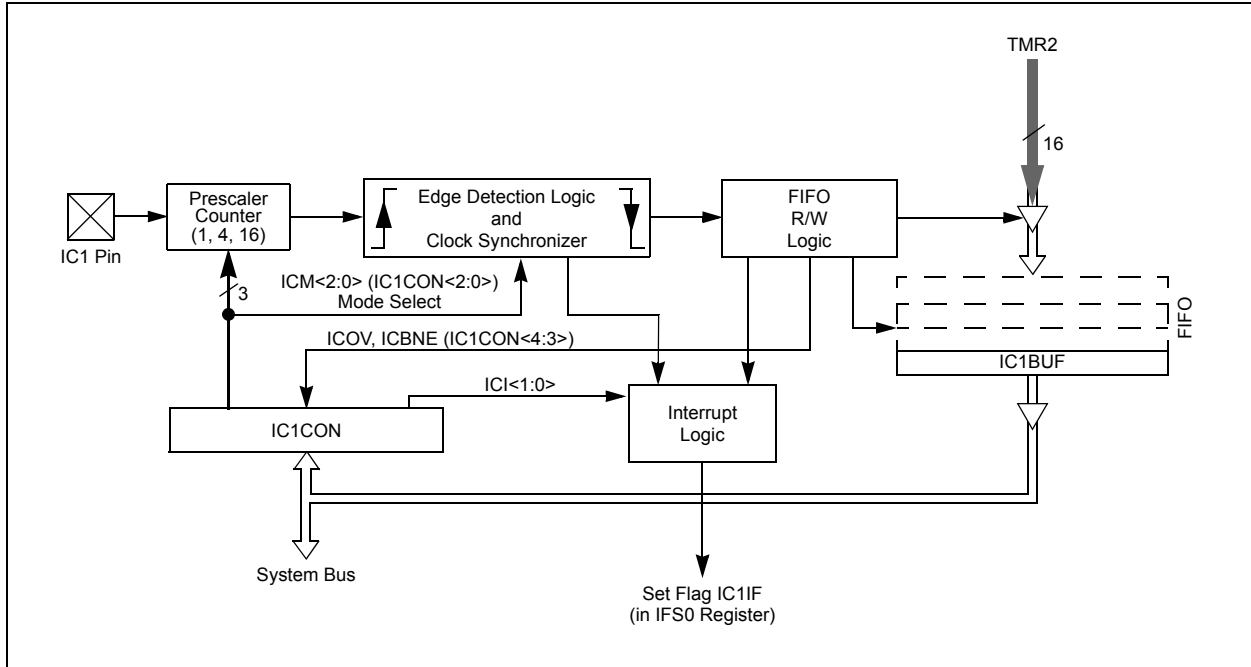 TMR2
16
IC1 Pin
Prescaler
Counter
(1, 4, 16)
3
Edge Detection Logic
and
Clock Synchronizer
FIFO
R/W
Logic
ICM<2:0> (IC1CON<2:0>)
Mode Select
ICOV, ICBNE (IC1CON<4:3>)
FIFO
IC1BUF
ICI<1:0>
IC1CON
Interrupt
Logic
System Bus
Set Flag IC1IF
(in IFS0 Register)